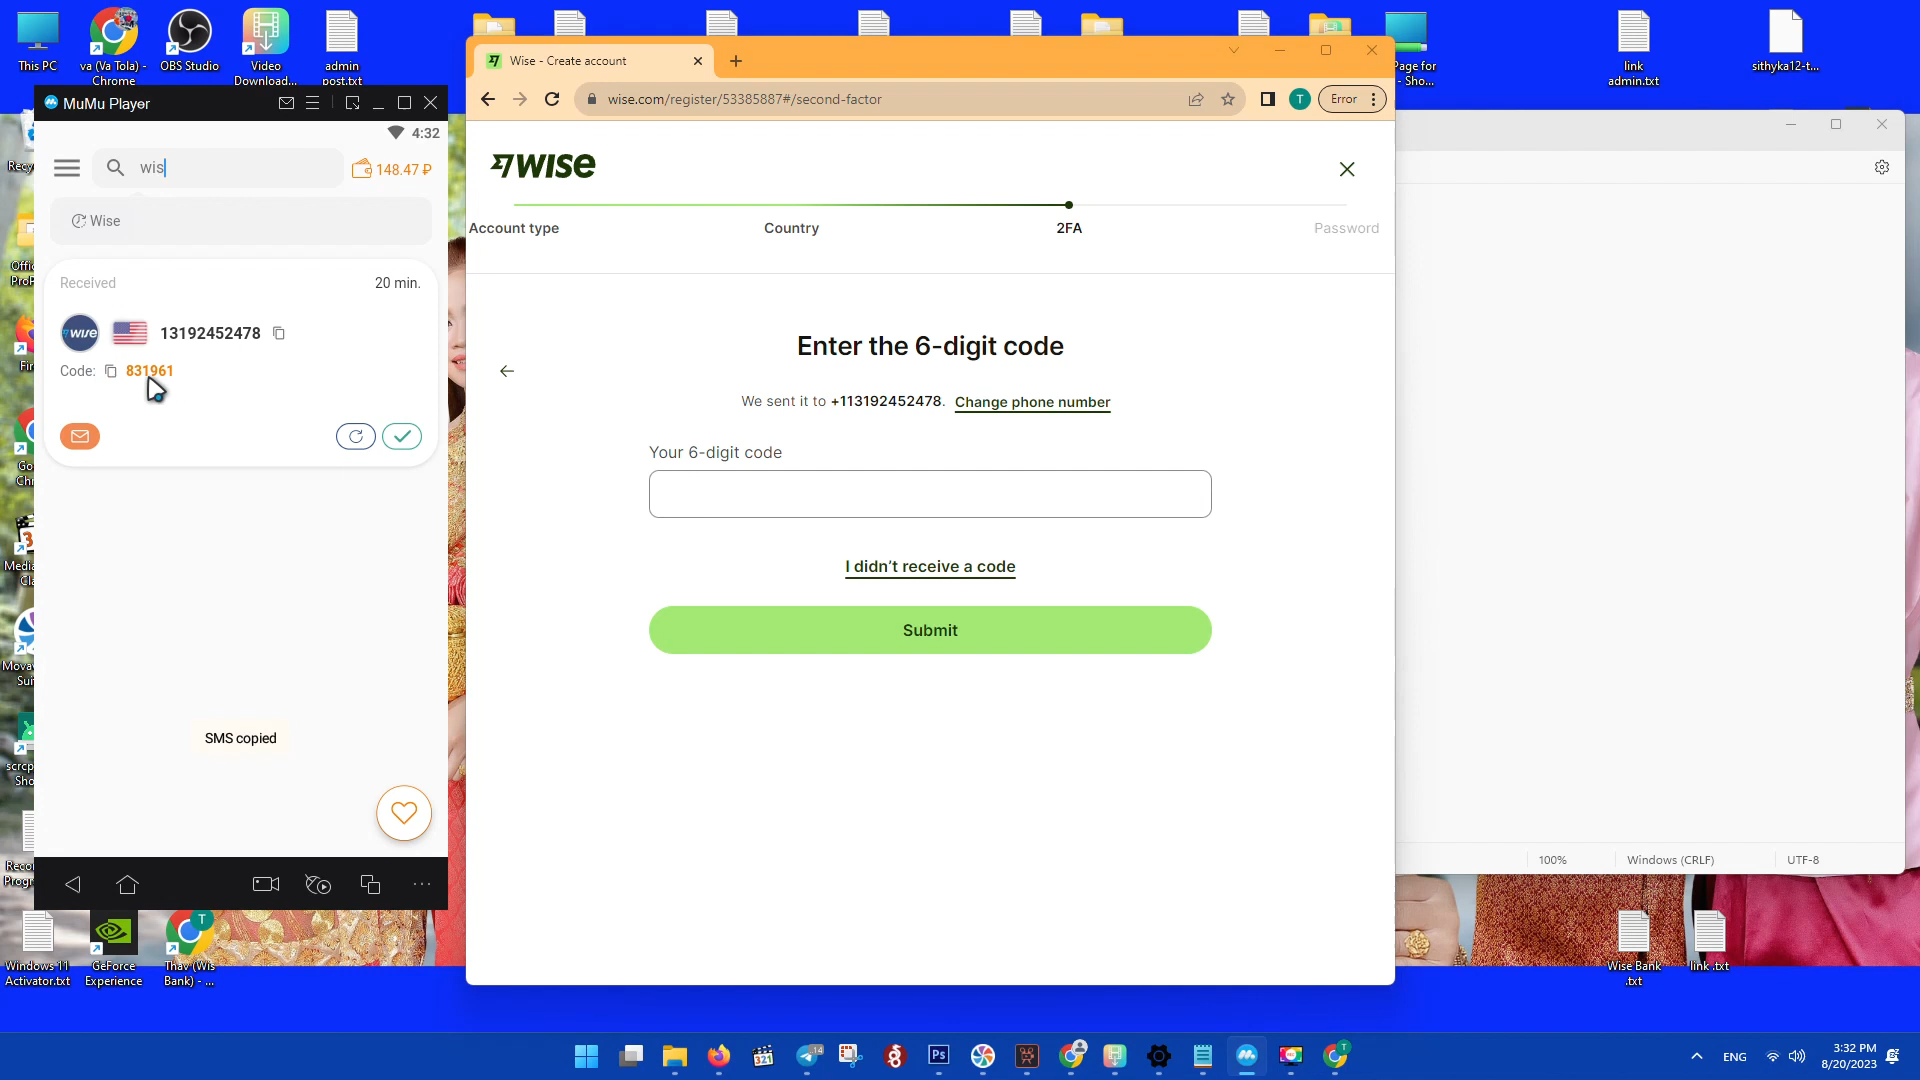 This PC
va (Va Tola) -
Chrome
OBS Studio
Video
Download...
admin
post.txt
link
admin.txt
sithyka12-t...
Page for
- Sho...
MuMu Player
4:32
wis
148.47 ₽
Wise
Received
20 min.
WISE
13192452478
Code:
831961
SMS copied
Wise - Create account
wise.com/register/53385887#/second-factor
T
Error
WISE
Account type
Country
2FA
Password
Enter the 6-digit code
We sent it to +113192452478. Change phone number
Your 6-digit code
I didn't receive a code
Submit
100%
Windows (CRLF)
UTF-8
Windows 11
Activator.txt
GeForce
Experience
Thav (Wis
Bank) - ...
Wise Bank
.txt
link .txt
ENG
3:32 PM
8/20/2023